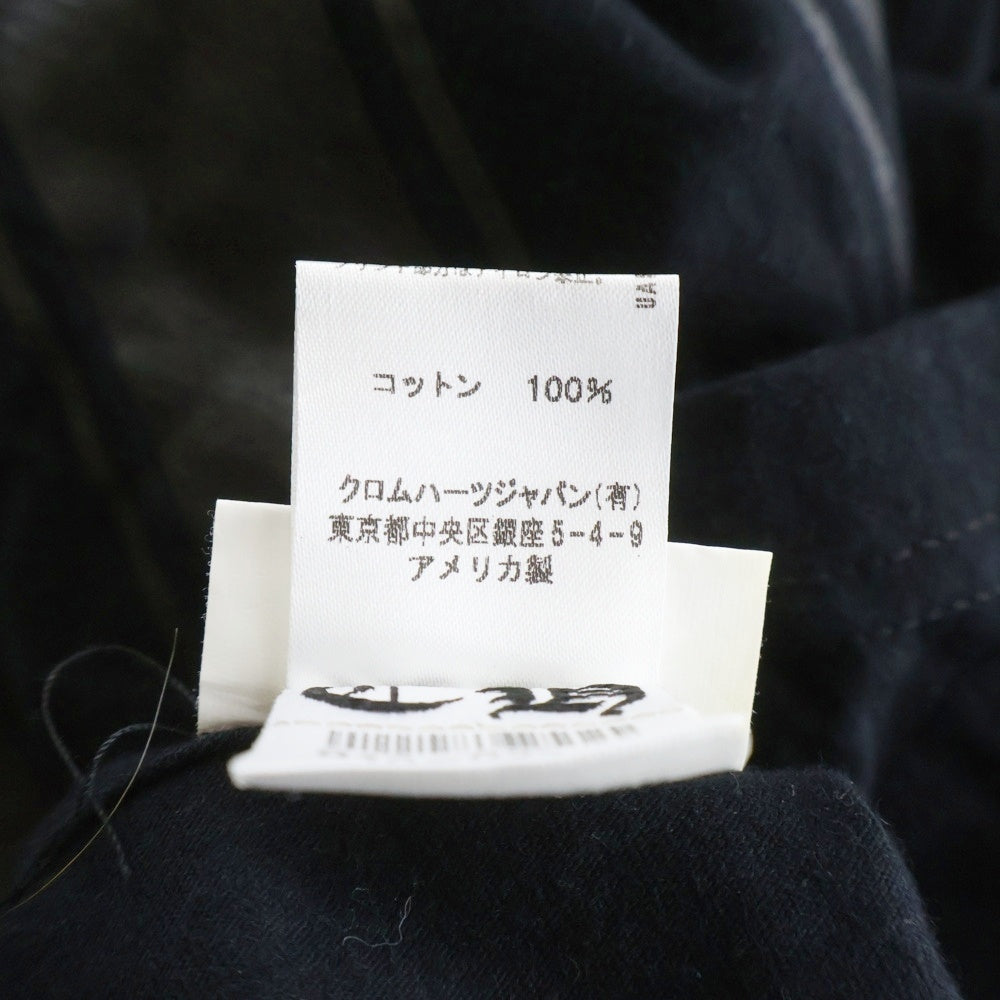 コットン 100%
クロムハーツジャパン(有)
東京都中央区銀座5-4-9
アメリカ製